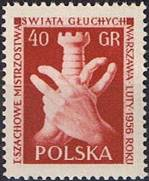 I. SZACHOWE MISTRZOSTWA
ŚWIATA GŁUCHYCH
WARSZAWA-LUTY-1956 ROKU
40 GR
POLSKA